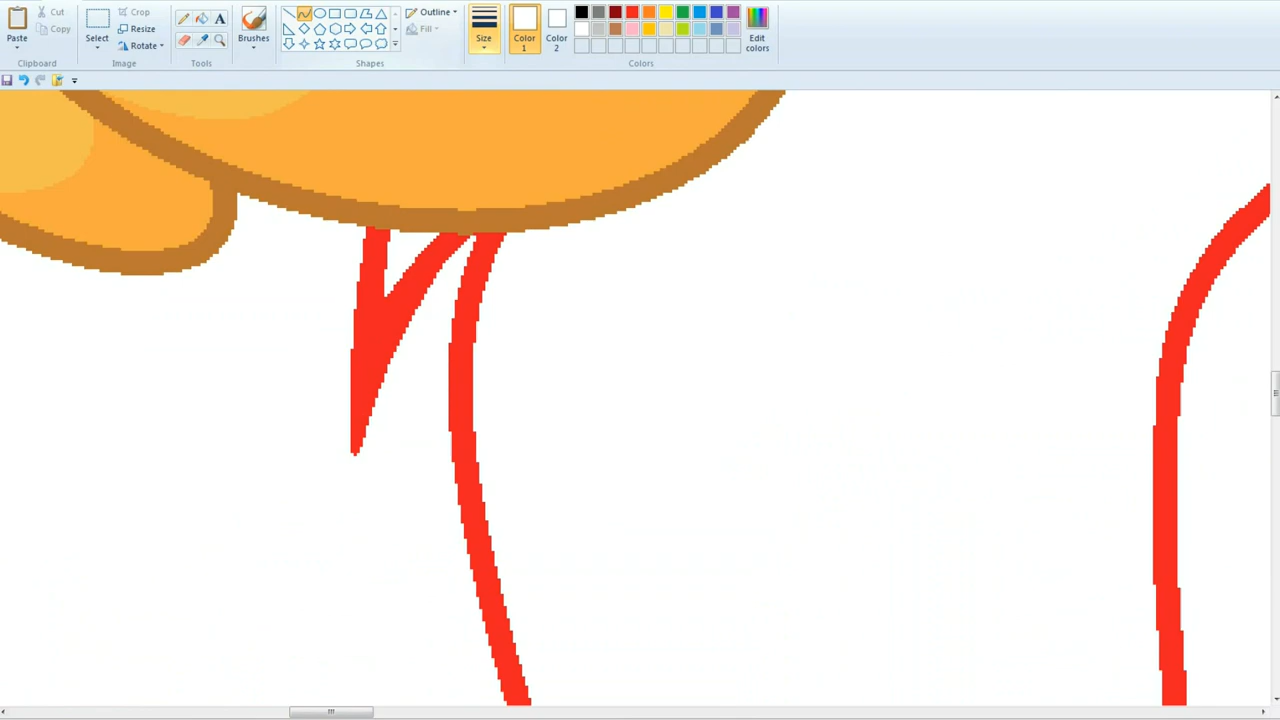 Cut
Copy
Paste
Clipboard
Select
Crop
Resize
Rotate
Image
A
Tools
Brushes
Outline
Fill
Shapes
Size
Color
1
Color
2
Edit
colors
Colors